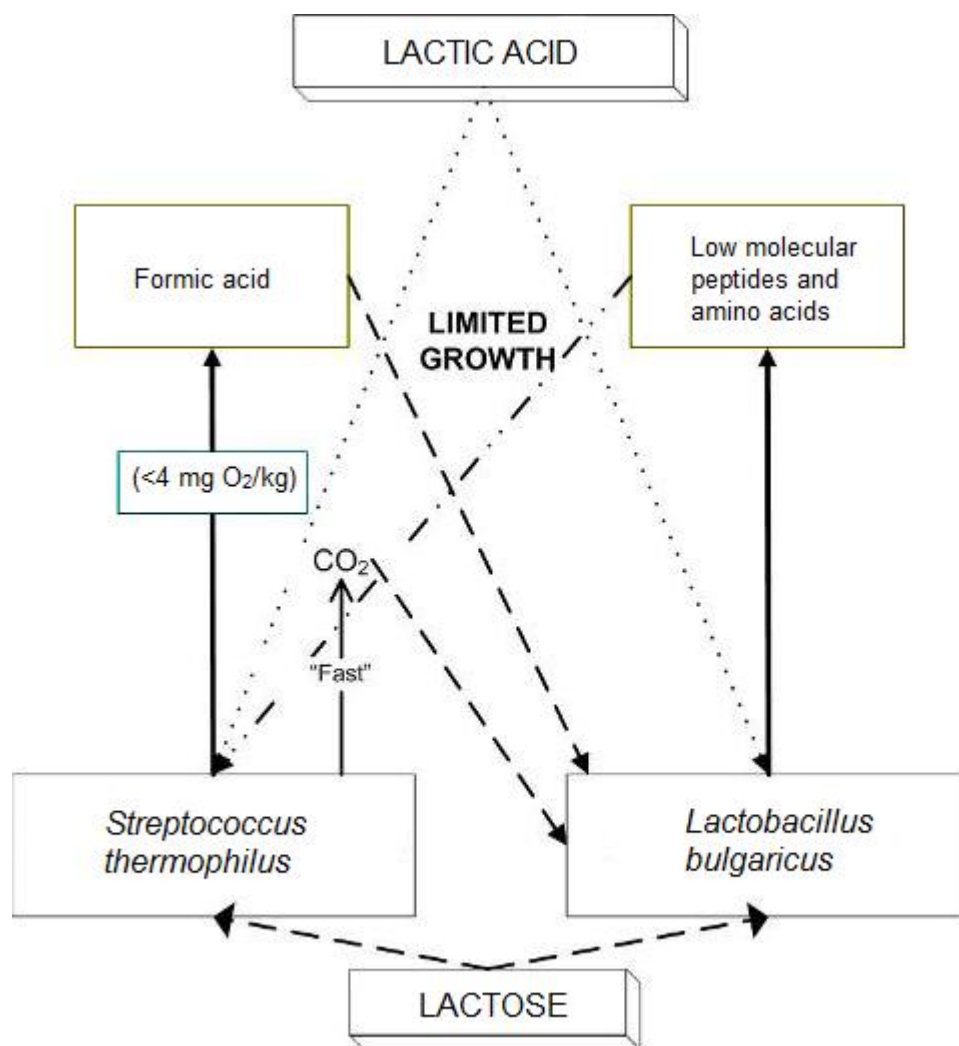 LACTIC ACID
Formic acid
Low molecular
peptides and
amino acids
LIMITED
GROWTH
(<4 mg O₂/kg)
CO₂
"Fast"
Streptococcus
thermophilus
Lactobacillus
bulgaricus
LACTOSE